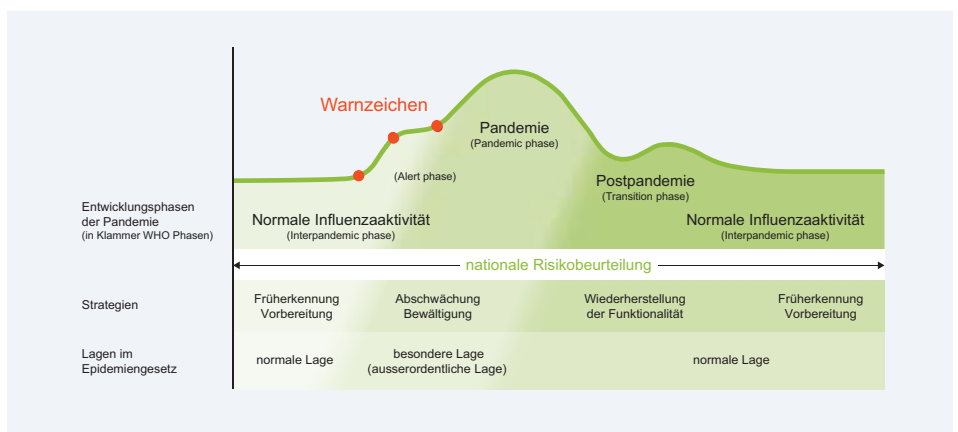 Warnzeichen
Pandemie
(Pandemic phase)
(Alert phase)
Postpandemie
(Transition phase)
Entwicklungsphasen
der Pandemie
(in Klammer WHO Phasen)
Normale Influenzaaktivität
(Interpandemic phase)
Normale Influenzaaktivität
(Interpandemic phase)
nationale Risikobeurteilung
Strategien
Früherkennung
Vorbereitung
Abschwächung
Bewältigung
Wiederherstellung
der Funktionalität
Früherkennung
Vorbereitung
Lagen im
Epidemiengesetz
normale Lage
besondere Lage
(ausserordentliche Lage)
normale Lage